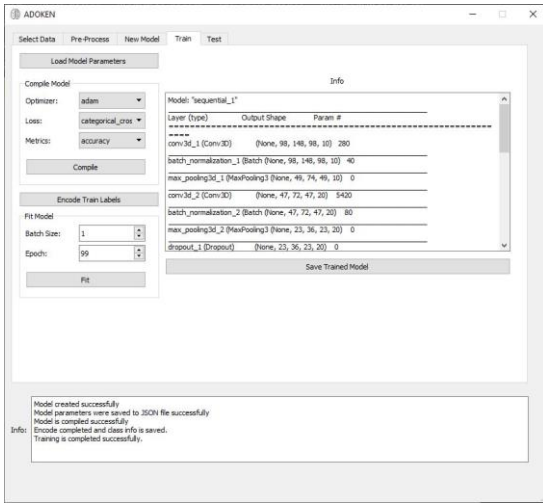 ADOKEN
Select Data Pre-Process New Model Train Test
Load Model Parameters
Compile Model
Optimizer: adam
Loss: categorical_cros
Metrics: accuracy
Compile
Encode Train Labels
Fit Model
Batch Size: 1
Epoch: 99
Fit
Info
Model: "sequential_1"
Layer (type) Output Shape Param #
conv3d_1 (Conv3D) (None, 98, 148, 98, 10) 280
batch_normalization_1 (Batch (None, 98, 148, 98, 10) 40
max_pooling3d_1 (MaxPooling3 (None, 49, 74, 49, 10) 0
conv3d_2 (Conv3D) (None, 47, 72, 47, 20) 5420
batch_normalization_2 (Batch (None, 47, 72, 47, 20) 80
max_pooling3d_2 (MaxPooling3 (None, 23, 36, 23, 20) 0
dropout_1 (Dropout) (None, 23, 36, 23, 20) 0
Save Trained Model
Info:
Model created successfully
Model parameters were saved to JSON file successfully
Model is compiled successfully
Encode completed and class info is saved.
Training is completed successfully.